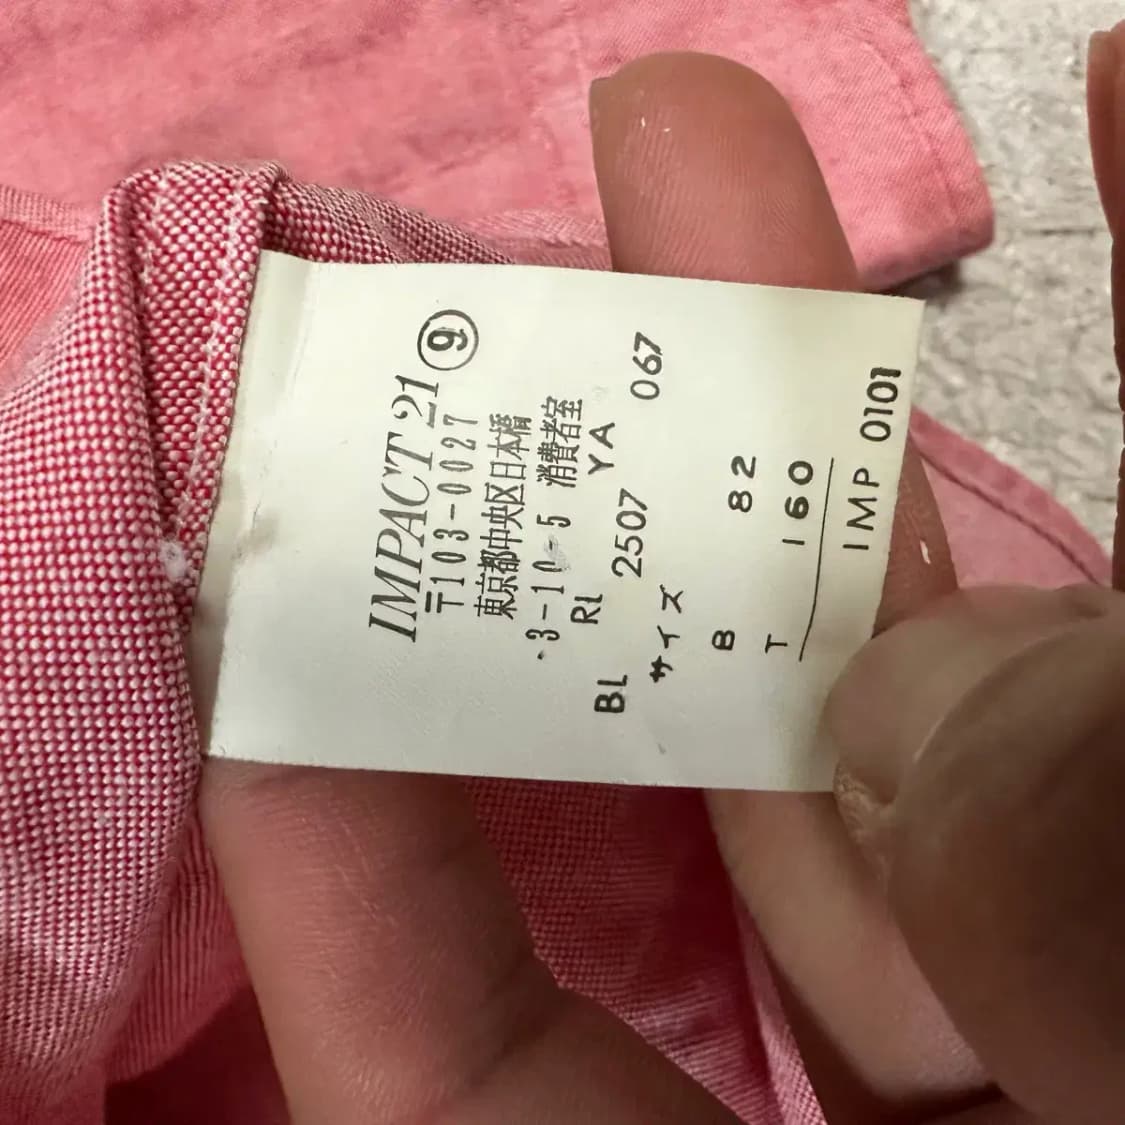 IMPACT 21 ⑨
〒103-0027
東京都中央区日本橋
3-10-5 消費者室
RL YA
BL 2507 067
サイズ
B 82
T 160
IMP 0101